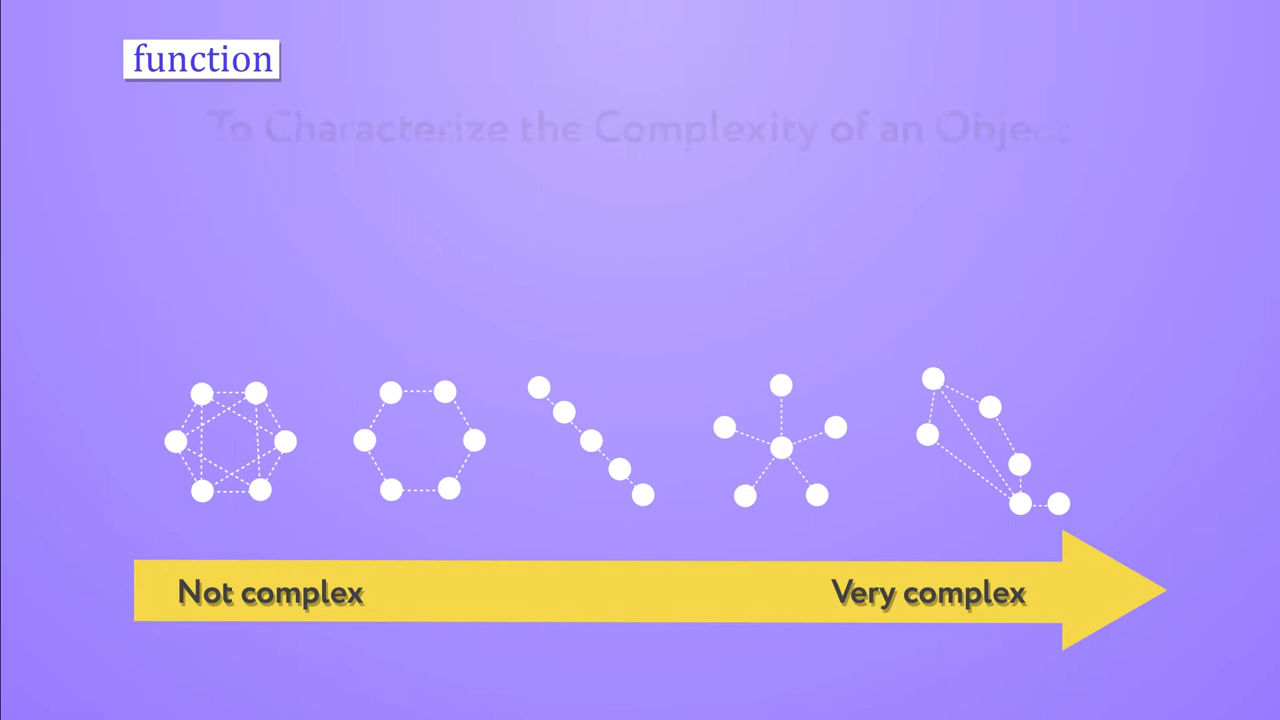 function
To Characterize the Complexity of an Object
Not complex
Very complex